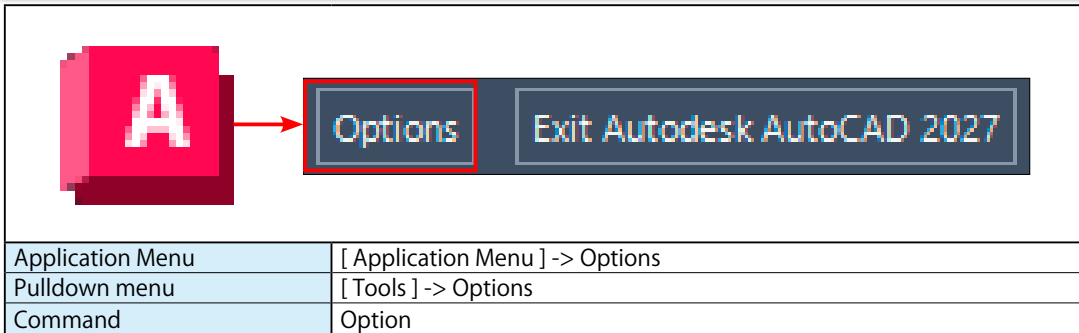 A
Options Exit Autodesk AutoCAD 2027
Application Menu [ Application Menu ] -> Options
Pulldown menu [ Tools ] -> Options
Command Option